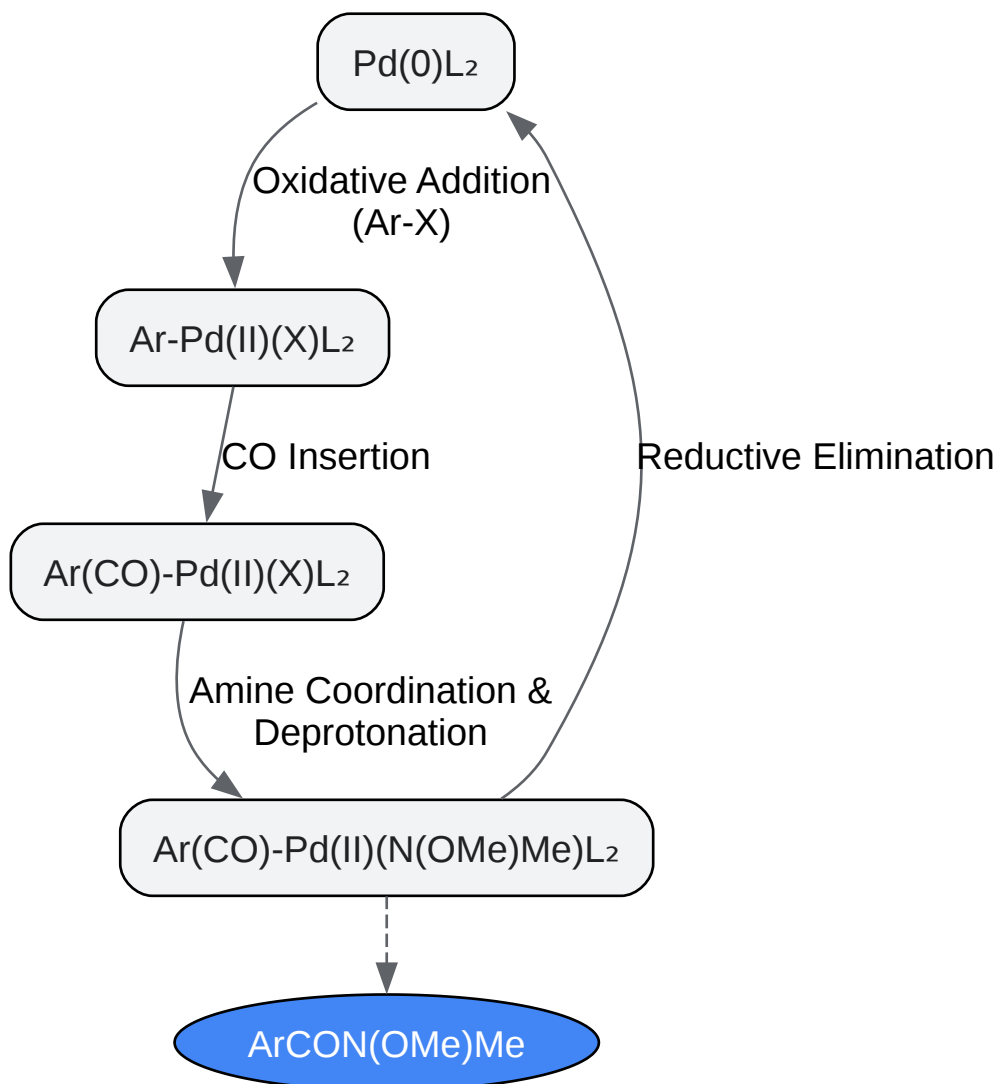 Pd(0)L₂
Oxidative Addition
(Ar-X)
Ar-Pd(II)(X)L₂
CO Insertion
Reductive Elimination
Ar(CO)-Pd(II)(X)L₂
Amine Coordination &
Deprotonation
Ar(CO)-Pd(II)(N(OMe)Me)L₂
ArCON(OMe)Me